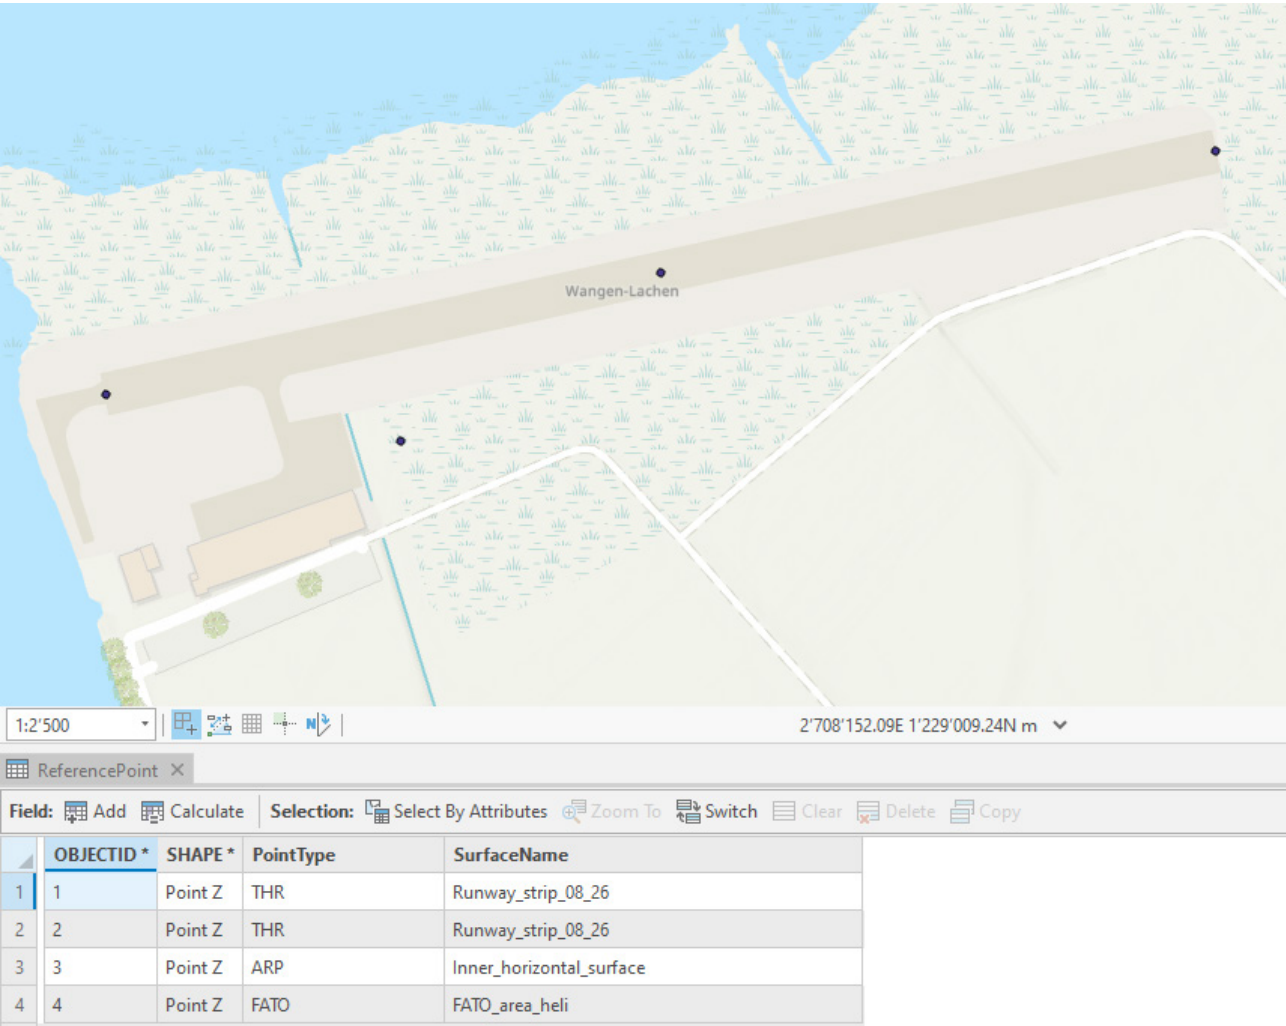 Wangen-Lachen
1:2'500
2'708'152.09E 1'229'009.24N m
ReferencePoint
Field: Add Calculate Selection: Select By Attributes Zoom To Switch Clear Delete Copy
OBJECTID * SHAPE * PointType SurfaceName
1 1 Point Z THR Runway_strip_08_26
2 2 Point Z THR Runway_strip_08_26
3 3 Point Z ARP Inner_horizontal_surface
4 4 Point Z FATO FATO_area_heli